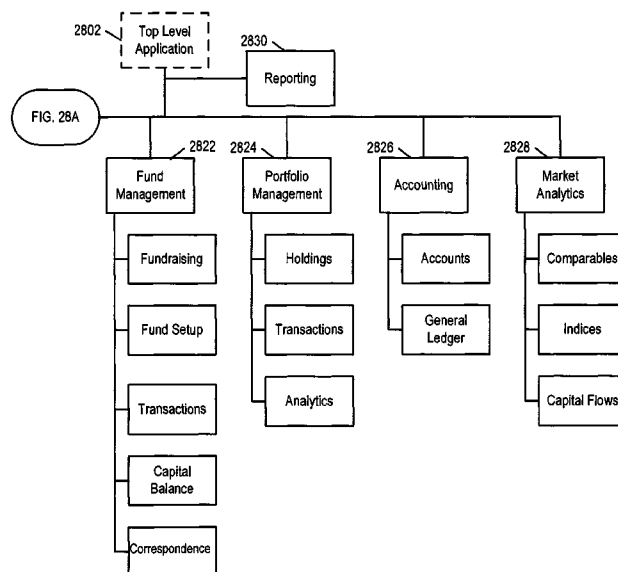 2802
Top Level
Application
2830
Reporting
FIG. 28A
2822
Fund
Management
2824
Portfolio
Management
2826
Accounting
2828
Market
Analytics
Fundraising
Holdings
Accounts
Comparables
Fund Setup
Transactions
General
Ledger
Indices
Transactions
Analytics
Capital Flows
Capital
Balance
Correspondence